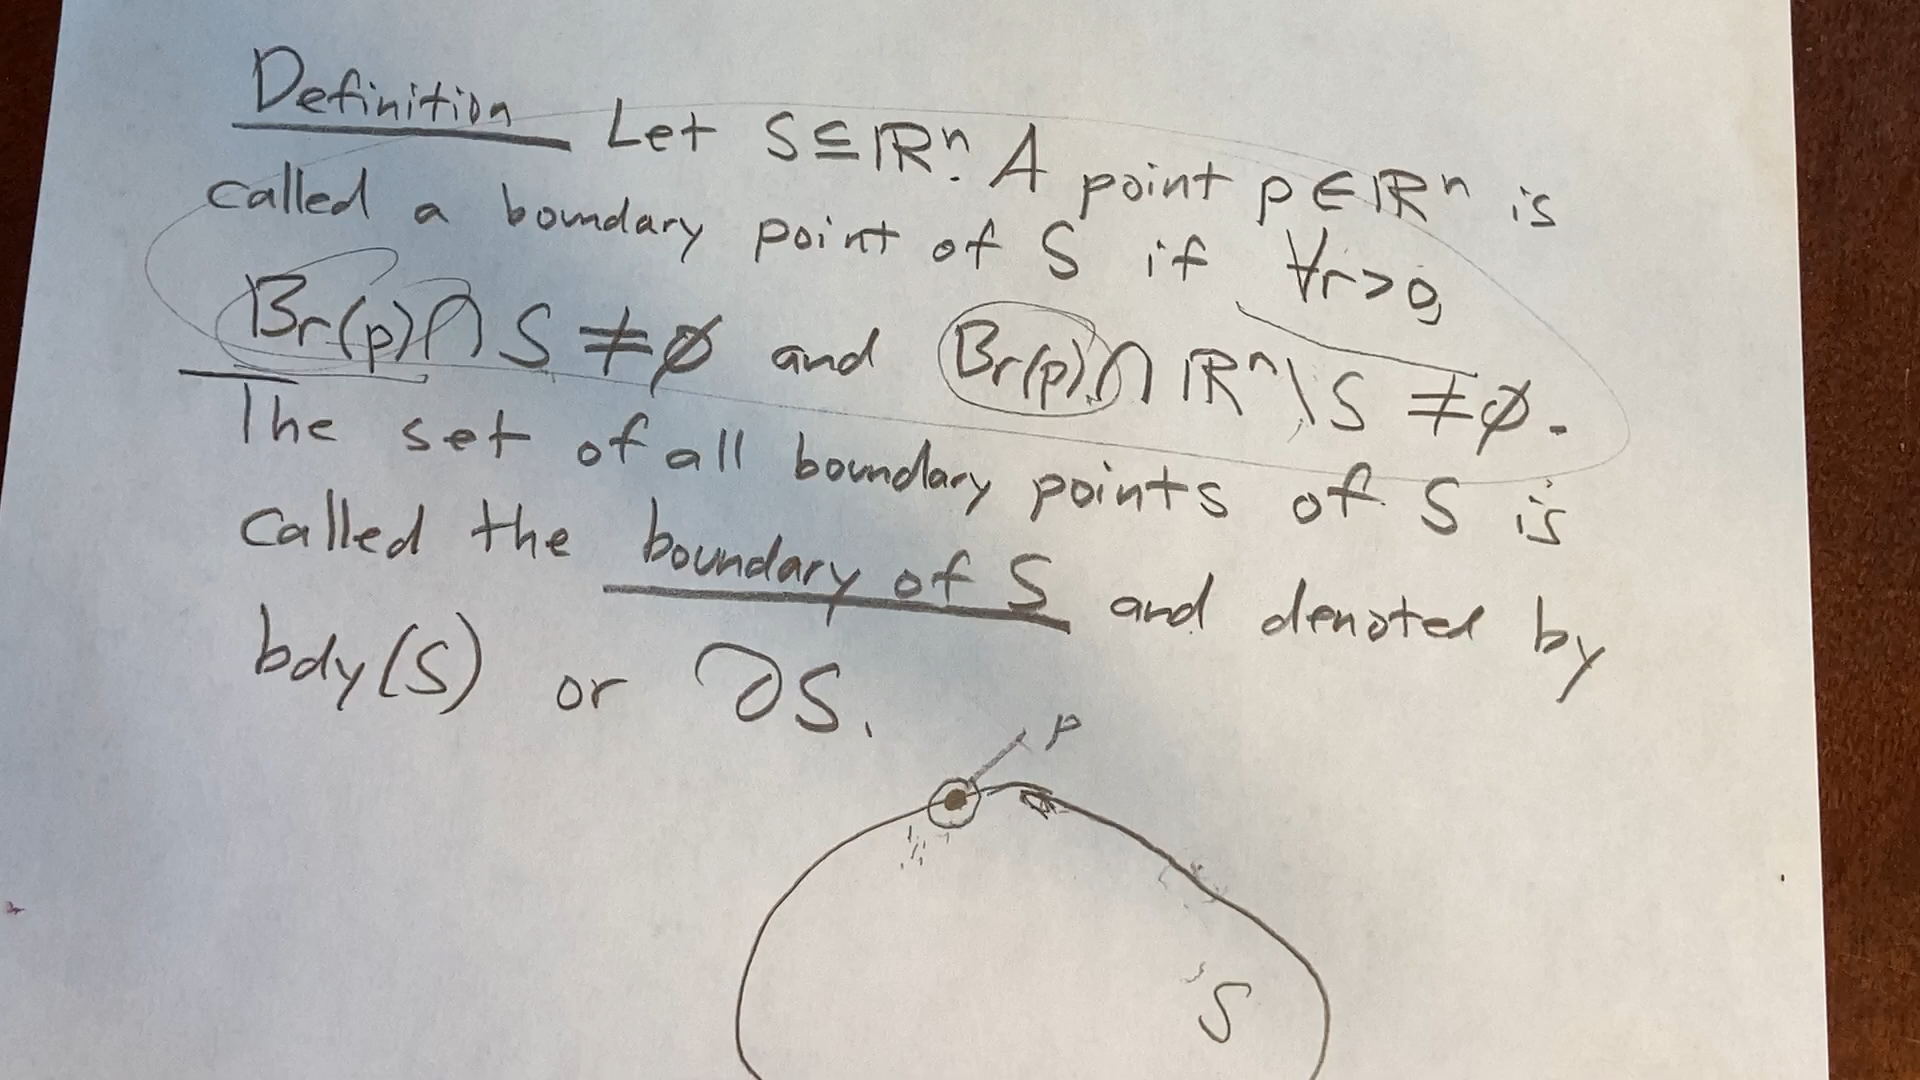 Definition Let S⊆ℝⁿ. A point p∈ℝⁿ is
called a boundary point of S if ∀r>0,
Br(p)∩S≠∅ and Br(p)∩ℝⁿ\S≠∅.
The set of all boundary points of S is
called the boundary of S and denoted by
bdy(S) or ∂S.
P
S